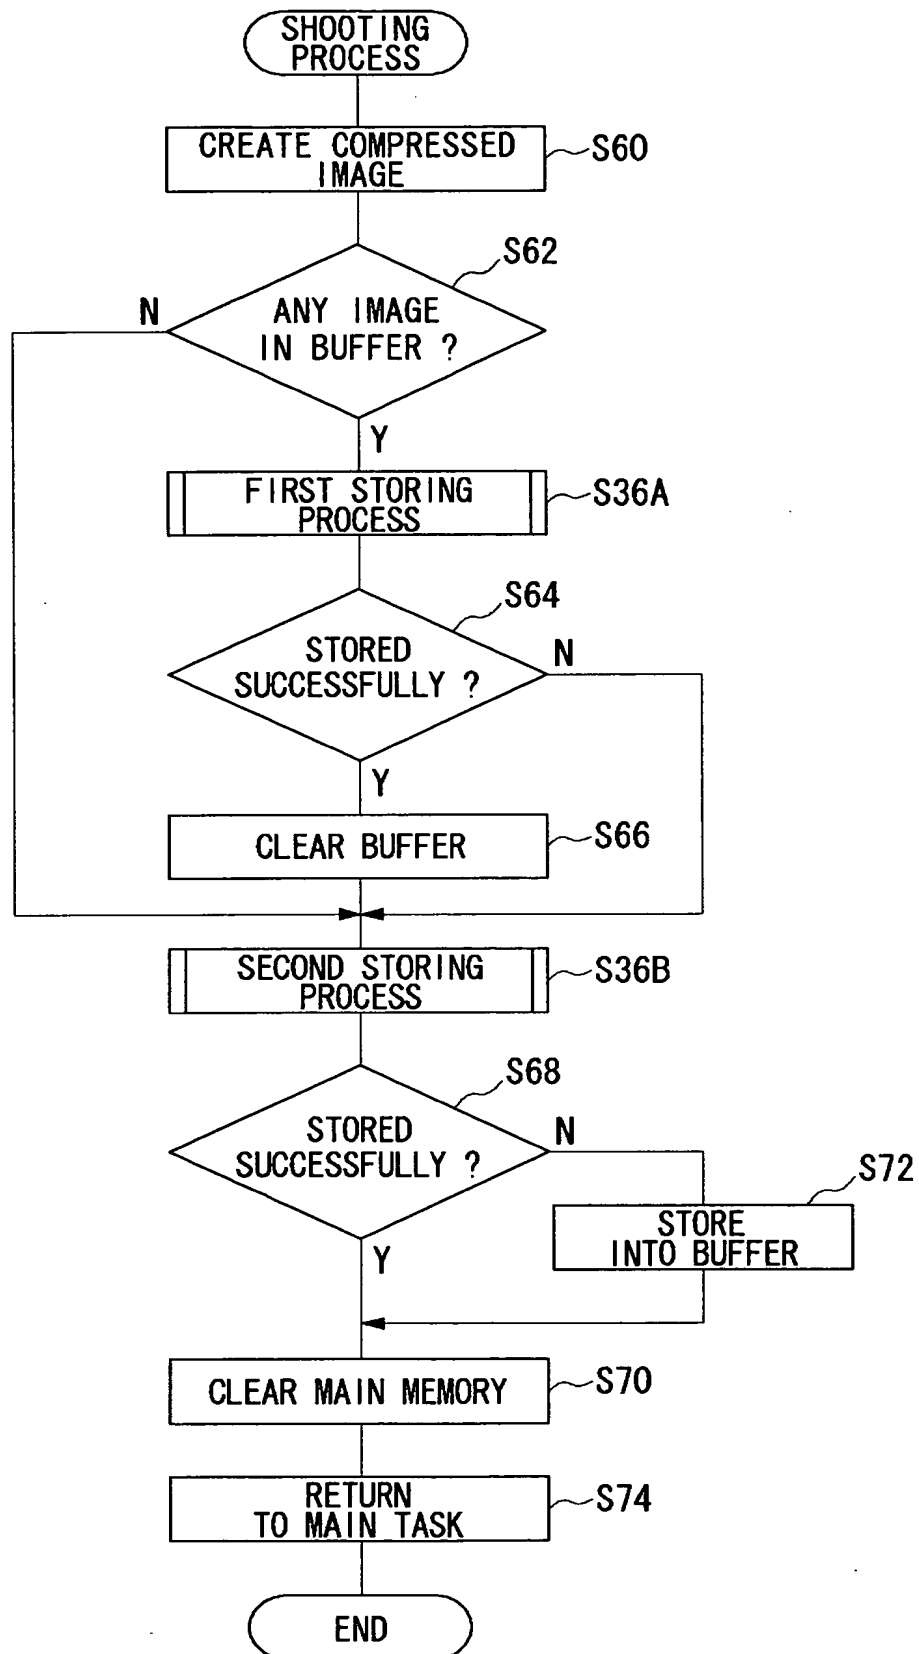 SHOOTING
PROCESS
CREATE COMPRESSED
IMAGE
S60
S62
N
ANY IMAGE
IN BUFFER ?
Y
FIRST STORING
PROCESS
S36A
S64
STORED
SUCCESSFULLY ?
N
Y
CLEAR BUFFER
S66
SECOND STORING
PROCESS
S36B
S68
STORED
SUCCESSFULLY ?
N
S72
STORE
INTO BUFFER
Y
CLEAR MAIN MEMORY
S70
RETURN
TO MAIN TASK
S74
END